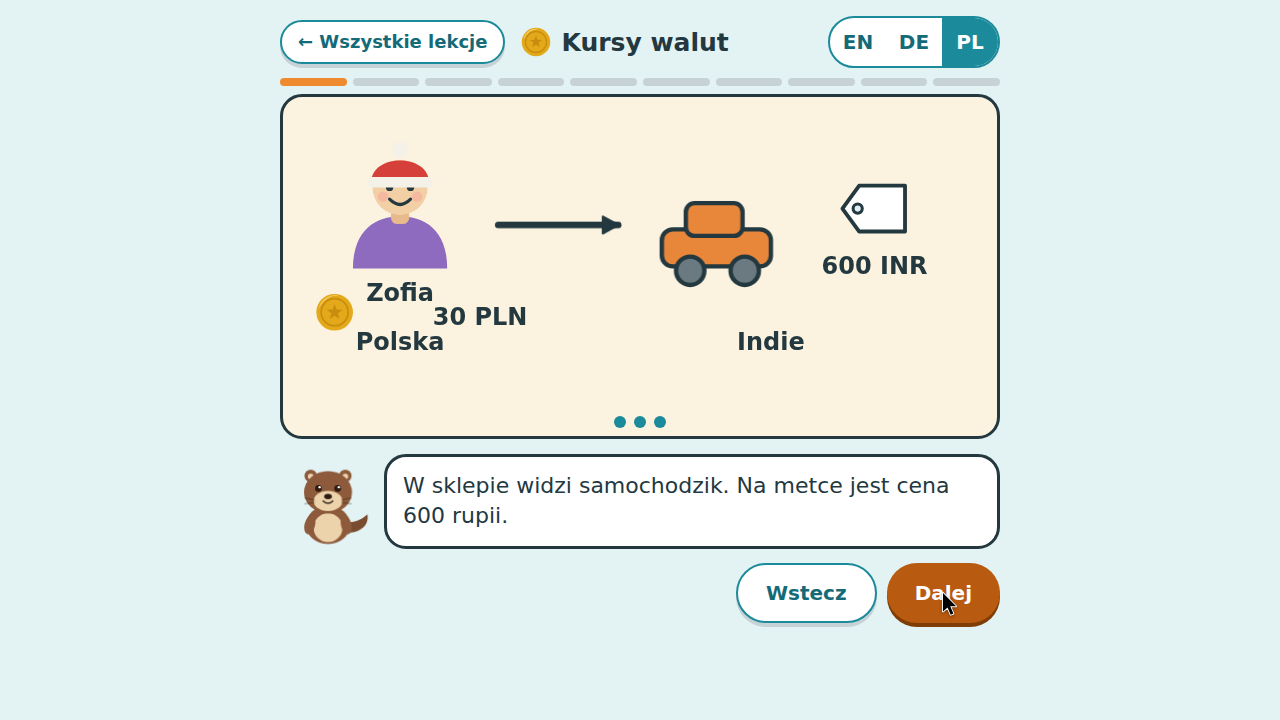 ← Wszystkie lekcje
Kursy walut
EN DE PL
600 INR
Zofia
30 PLN
Polska
Indie
W sklepie widzi samochodzik. Na metce jest cena
600 rupii.
Wstecz
Dalej